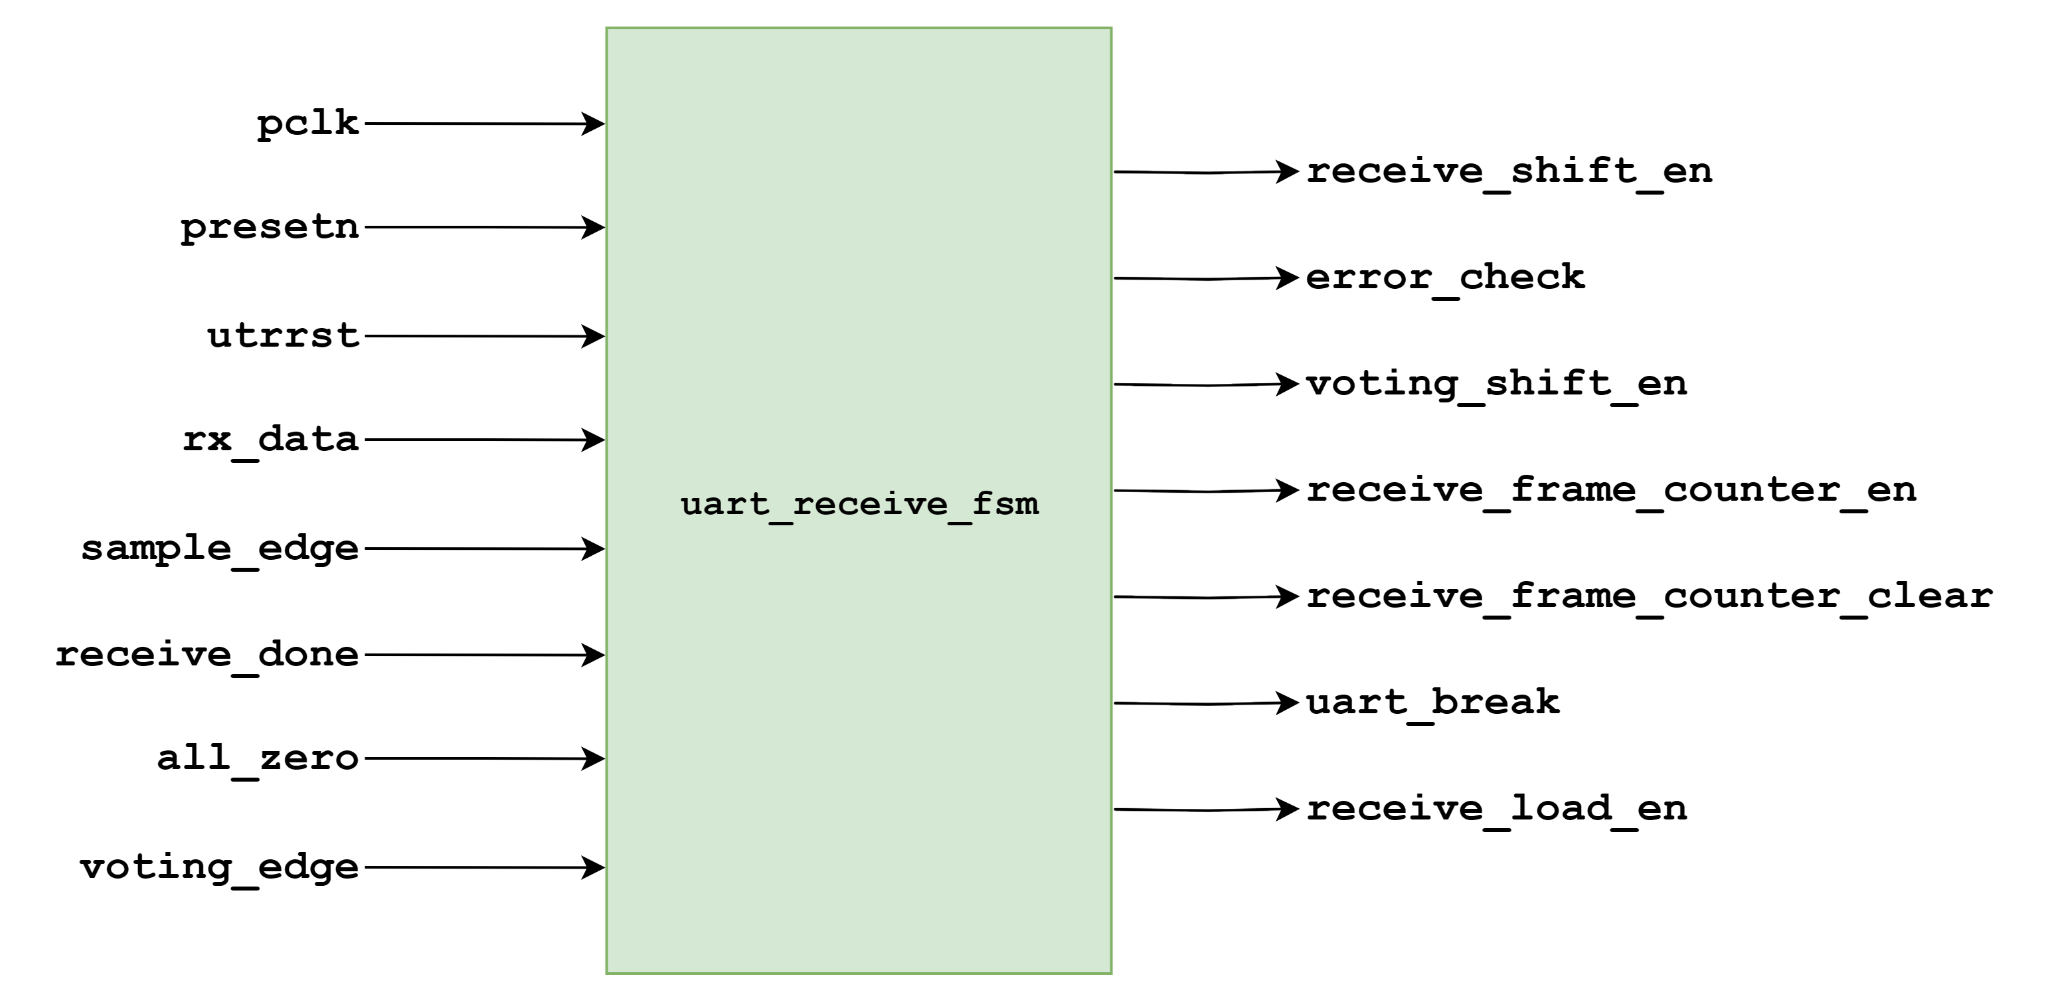 pclk
presetn
utrrst
rx_data
sample_edge
receive_done
all_zero
voting_edge
uart_receive_fsm
receive_shift_en
error_check
voting_shift_en
receive_frame_counter_en
receive_frame_counter_clear
uart_break
receive_load_en